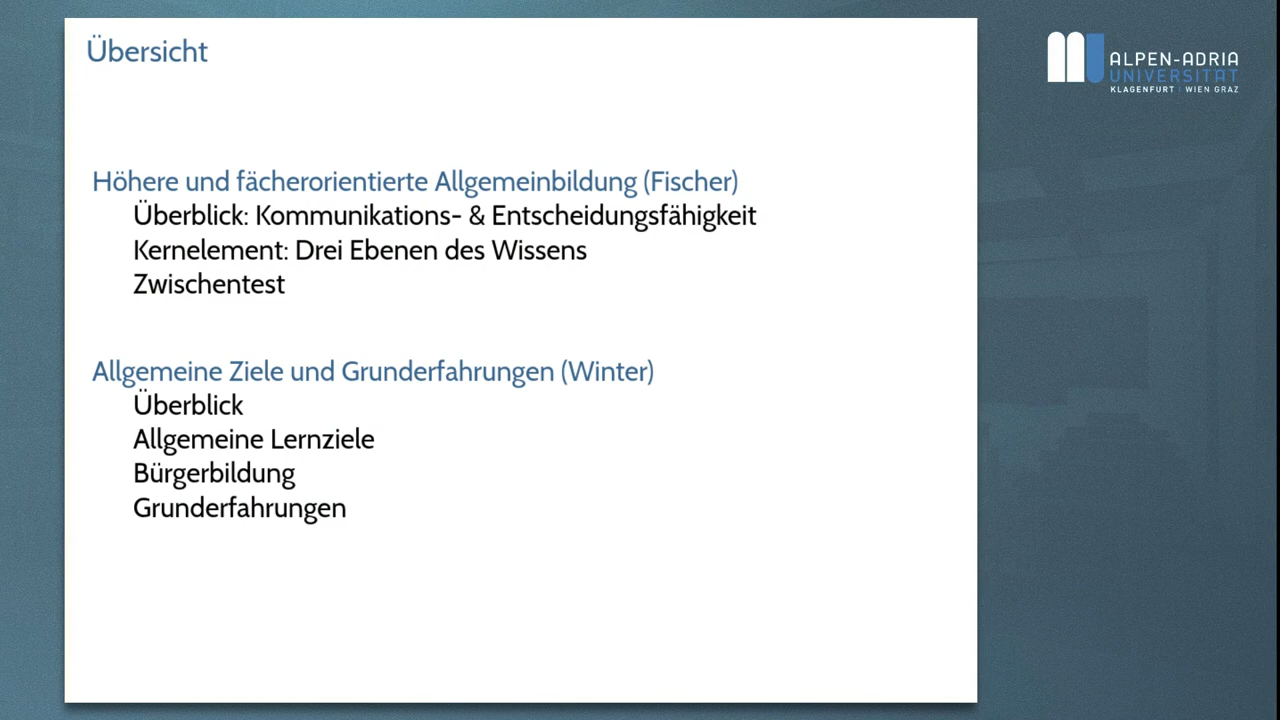 Übersicht
Höhere und fächerorientierte Allgemeinbildung (Fischer)
Überblick: Kommunikations- & Entscheidungsfähigkeit
Kernelement: Drei Ebenen des Wissens
Zwischentest
Allgemeine Ziele und Grunderfahrungen (Winter)
Überblick
Allgemeine Lernziele
Bürgerbildung
Grunderfahrungen
ALPEN-ADRIA
UNIVERSITÄT
KLAGENFURT | WIEN GRAZ